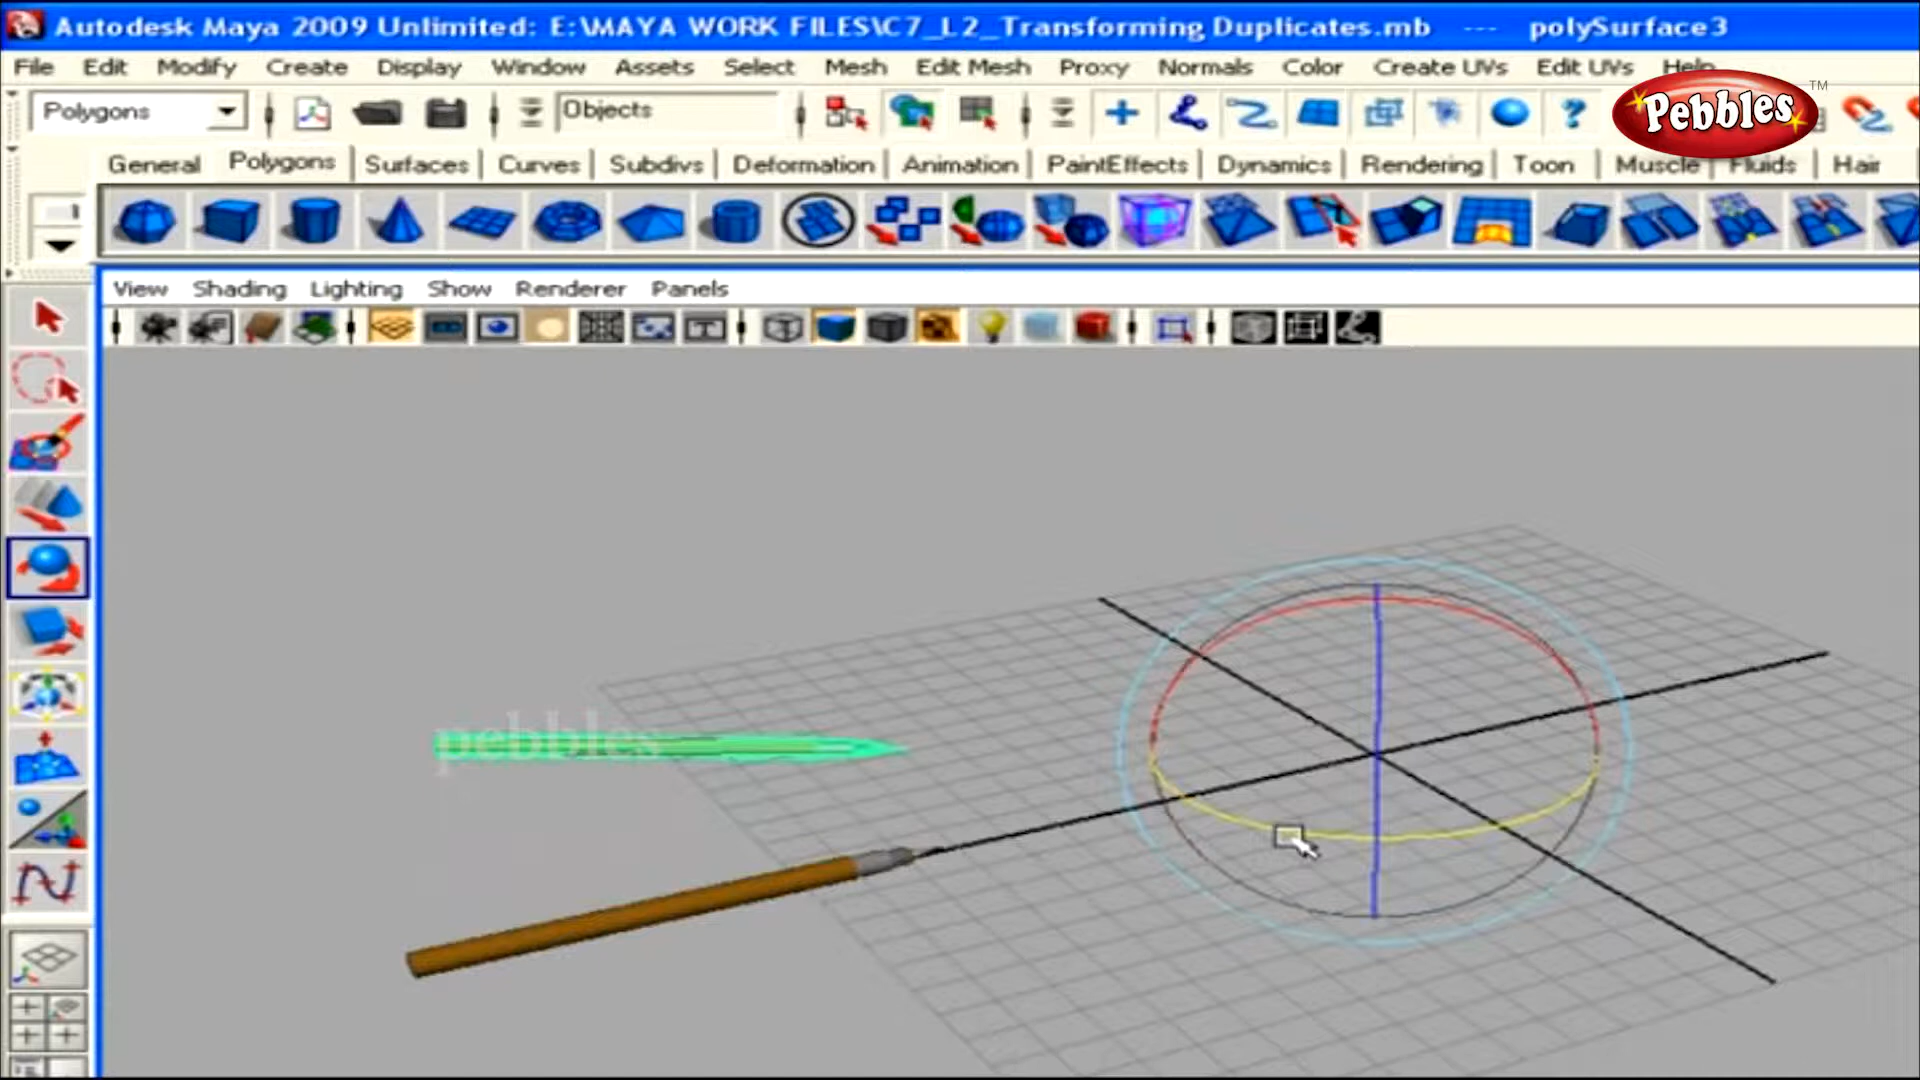 Autodesk Maya 2009 Unlimited: E:\MAYA WORK FILES\C7_L2_Transforming Duplicates.mb --- polySurface3
File Edit Modify Create Display Window Assets Select Mesh Edit Mesh Proxy Normals Color Create UVs Edit UVs Help
Polygons Objects ?
Pebbles™
General Polygons Surfaces Curves Subdivs Deformation Animation PaintEffects Dynamics Rendering Toon Muscle Fluids Hair
View Shading Lighting Show Renderer Panels
pebbles